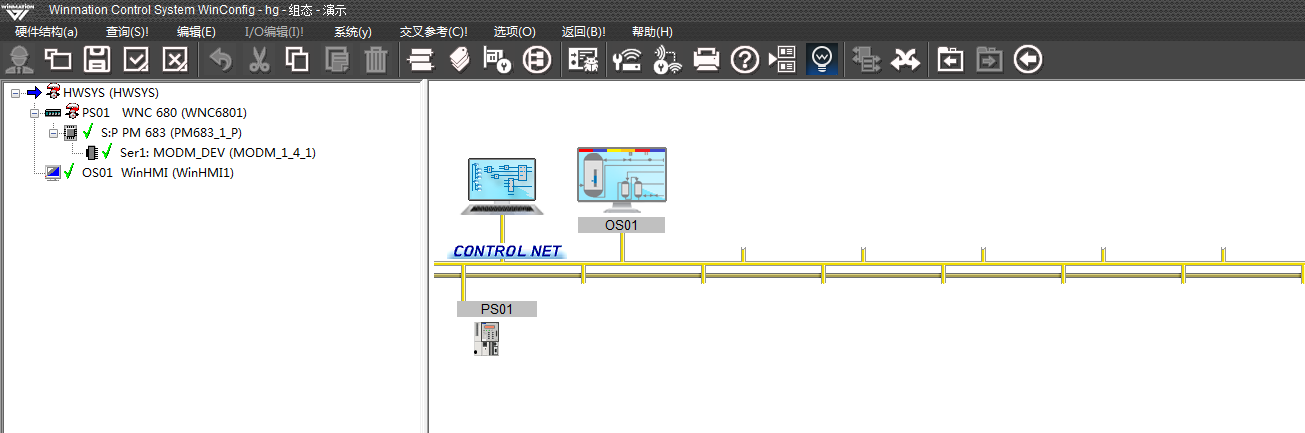 WINMATION Winmation Control System WinConfig - hg - 组态 - 演示
硬件结构(a) 查询(S)! 编辑(E) I/O编辑(I)! 系统(y) 交叉参考(C)! 选项(O) 返回(B)! 帮助(H)
HWSYS (HWSYS)
PS01 WNC 680 (WNC6801)
S:P PM 683 (PM683_1_P)
Ser1: MODM_DEV (MODM_1_4_1)
OS01 WinHMI (WinHMI1)
OS01
CONTROL NET
PS01